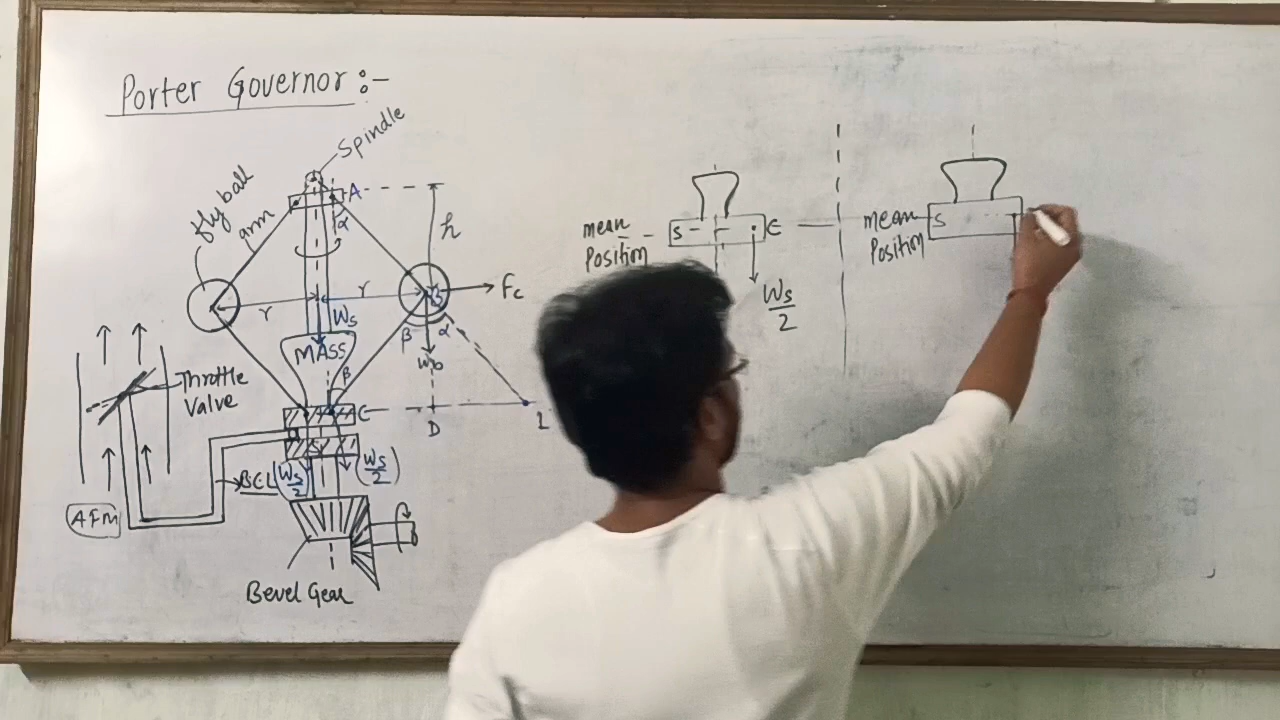 Porter Governor:-
Spindle
fly ball
arm
A
α
h
Fc
r
r
B
Ws
MASS
β
α
Wb
β
Throttle
Valve
C
D
I
BCL
Ws
2
(Ws
2)
AFM
Bevel Gear
mean
Position
S
C
Ws
2
mean
Position
S